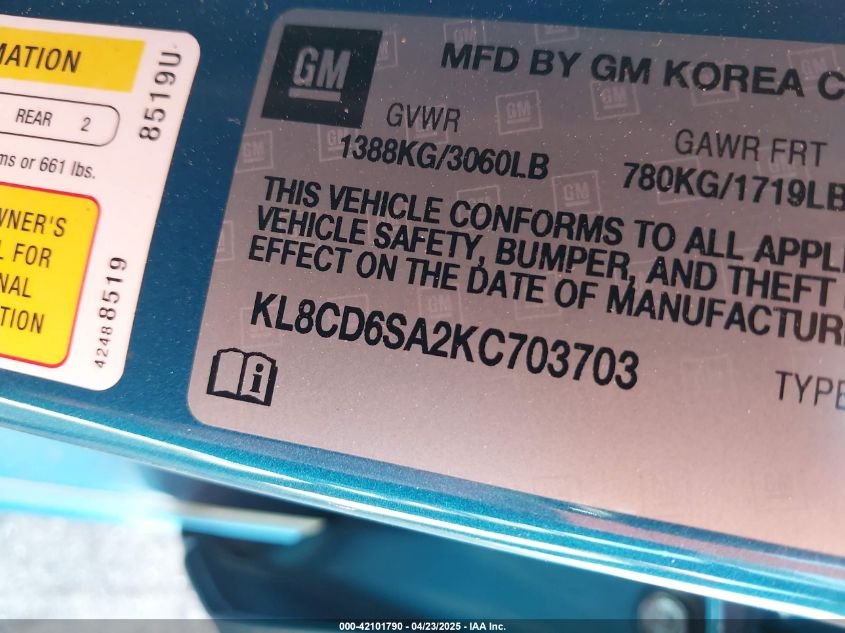 MATION
REAR 2
ms or 661 lbs.
WNER'S
L FOR
NAL
TION
8519U
42488519
GM
MFD BY GM KOREA C
GVWR
1388KG/3060LB
GAWR FRT
780KG/1719LB
THIS VEHICLE CONFORMS TO ALL APPLI
VEHICLE SAFETY, BUMPER, AND THEFT
EFFECT ON THE DATE OF MANUFACTUR
KL8CD6SA2KC703703
TYPE
000-42101790 - 04/23/2025 - IAA Inc.